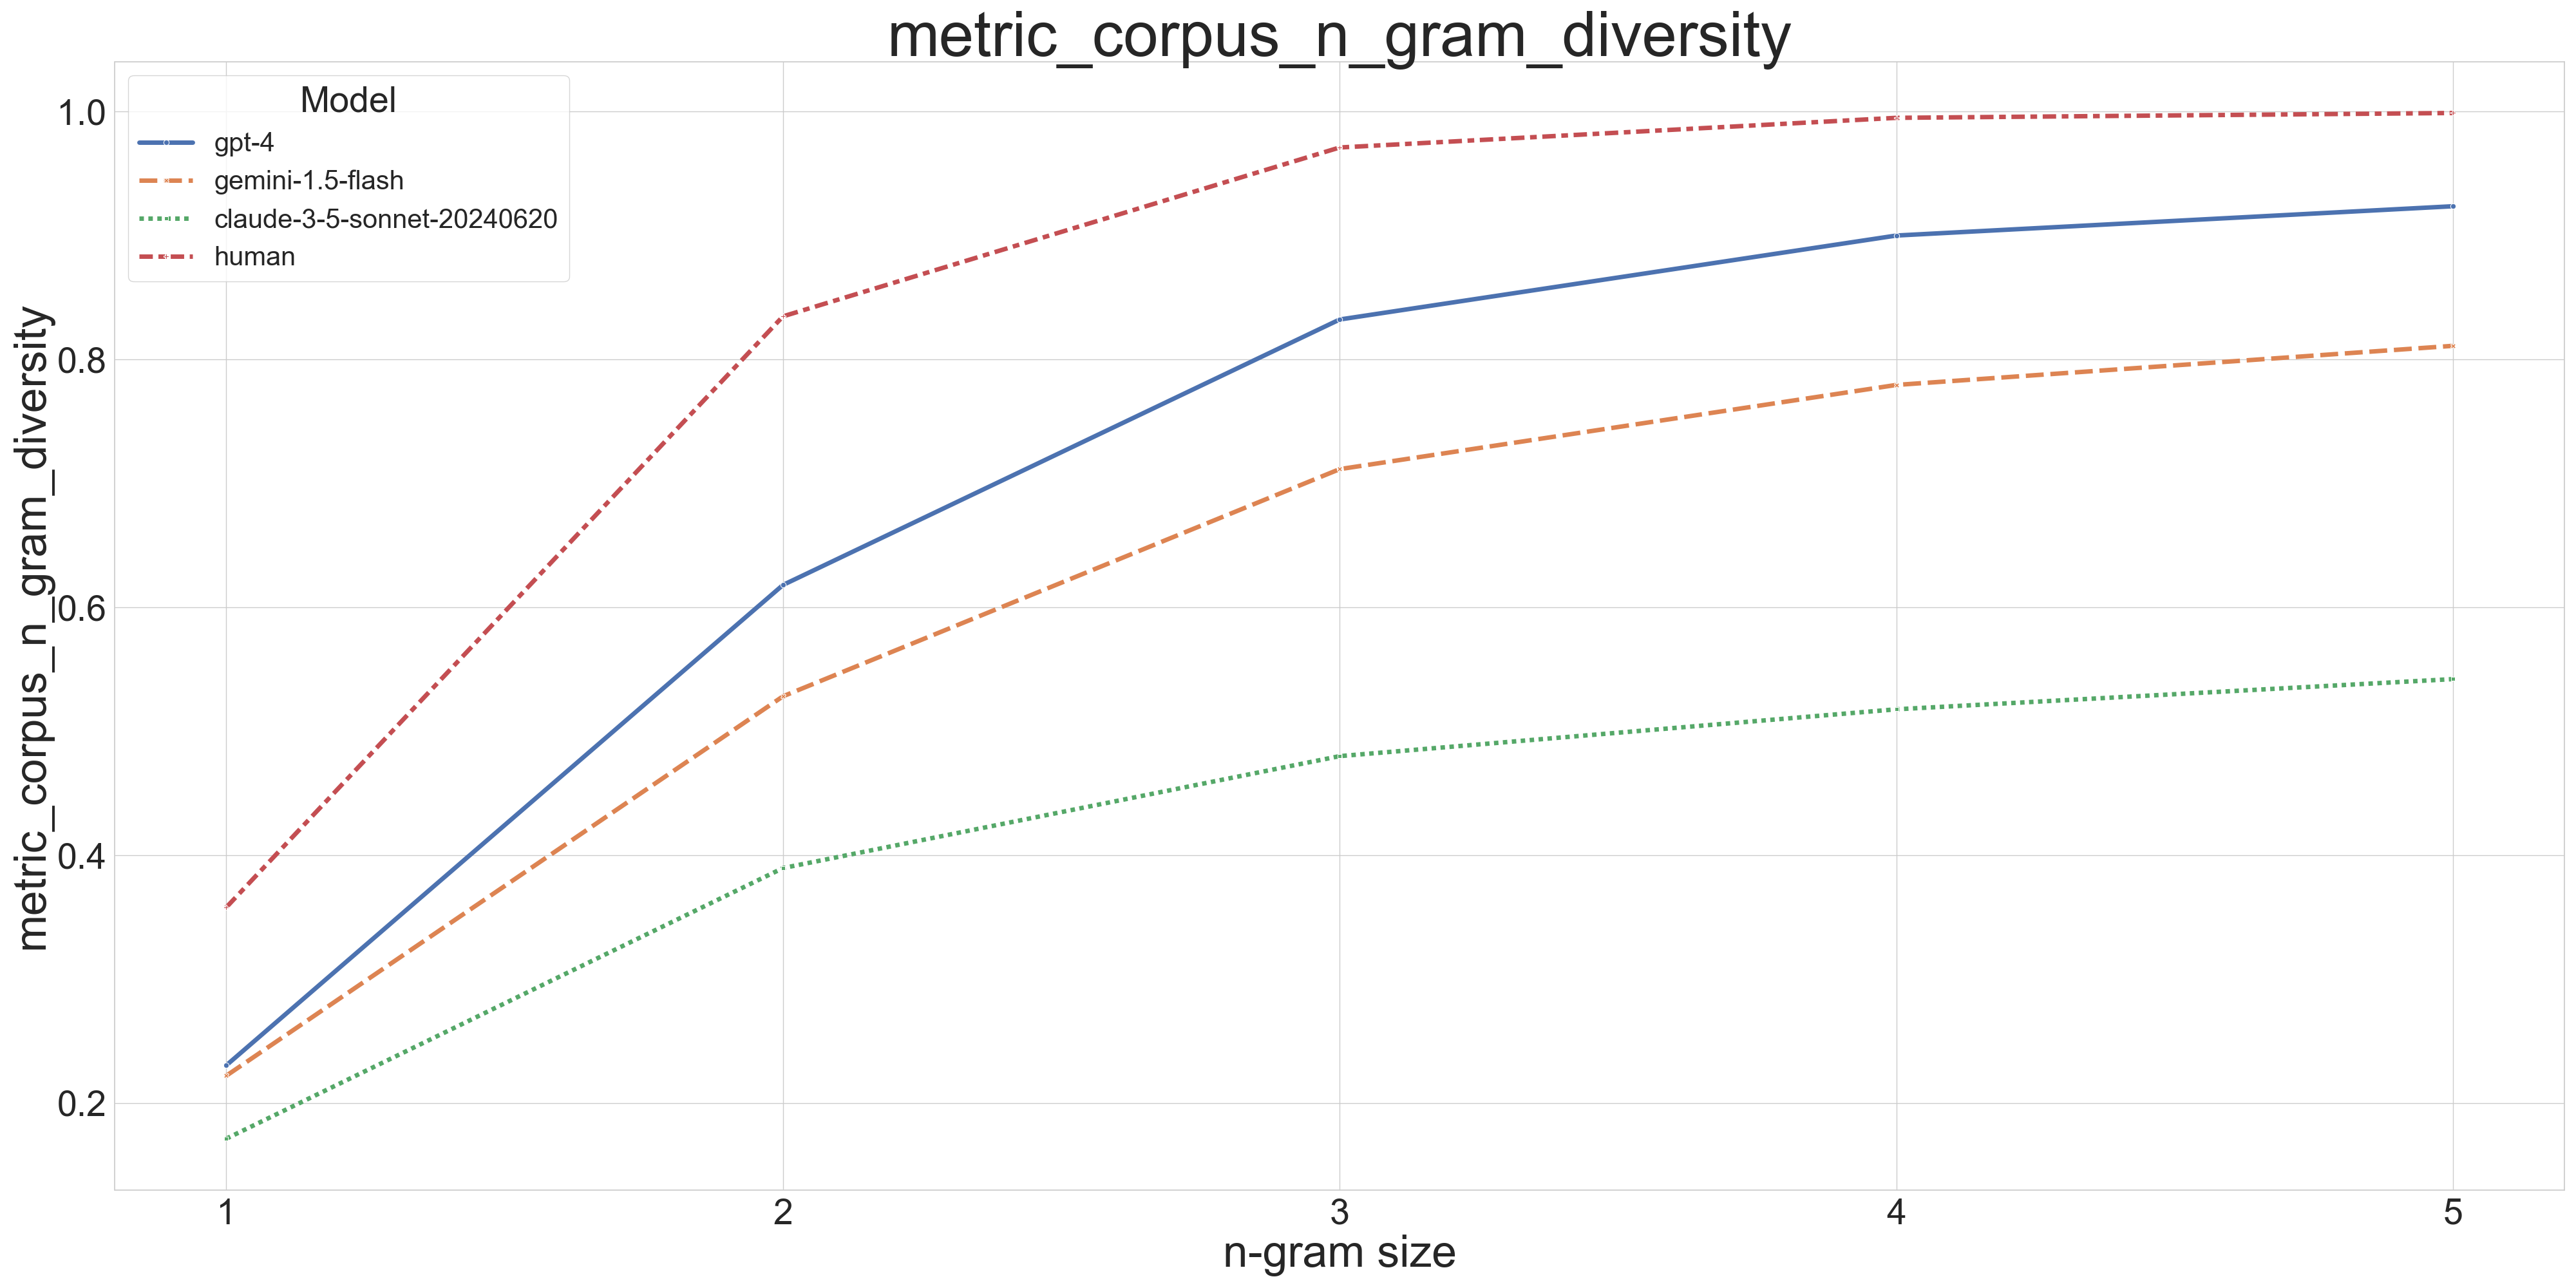 metric_corpus_n_gram_diversity
Model
gpt-4
gemini-1.5-flash
claude-3-5-sonnet-20240620
human
metric_corpus_n_gram_diversity
1.0
0.8
0.6
0.4
0.2
1 2 3 4 5
n-gram size